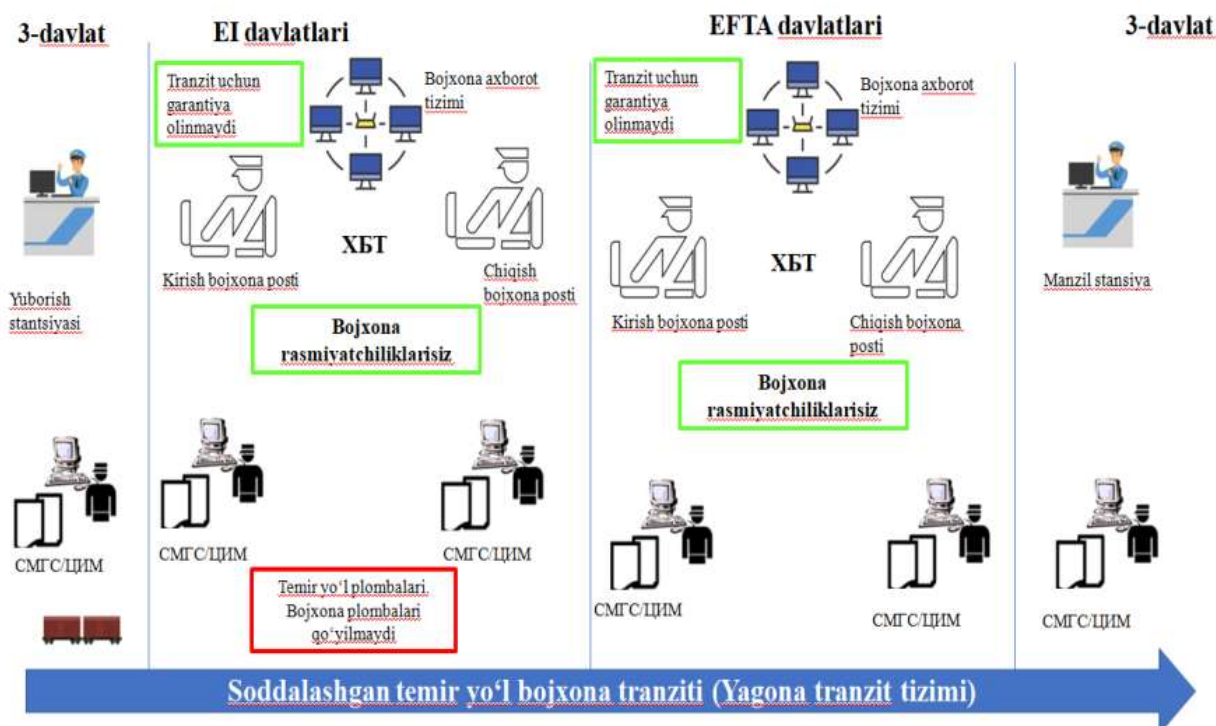 3-davlat
EI davlatlari
EFTA davlatlari
3-davlat
Tranzit uchun
garantiya
olinmaydi
Bojxona axborot
tizimi
Tranzit uchun
garantiya
olinmaydi
Bojxona axborot
tizimi
ХБТ
Kirish bojxona posti
Chiqish
bojxona posti
ХБТ
Kirish bojxona posti
Chiqish bojxona
posti
Yuborish
stantsiyasi
Manzil stansiya
Bojxona
rasmiyatchiliklarisiz
Bojxona
rasmiyatchiliklarisiz
СМГС/ЦИМ
СМГС/ЦИМ
СМГС/ЦИМ
СМГС/ЦИМ
СМГС/ЦИМ
СМГС/ЦИМ
Temir yo‘l plombalari.
Bojxona plombalari
qo‘yilmaydi
Soddalashgan temir yo‘l bojxona tranziti (Yagona tranzit tizimi)